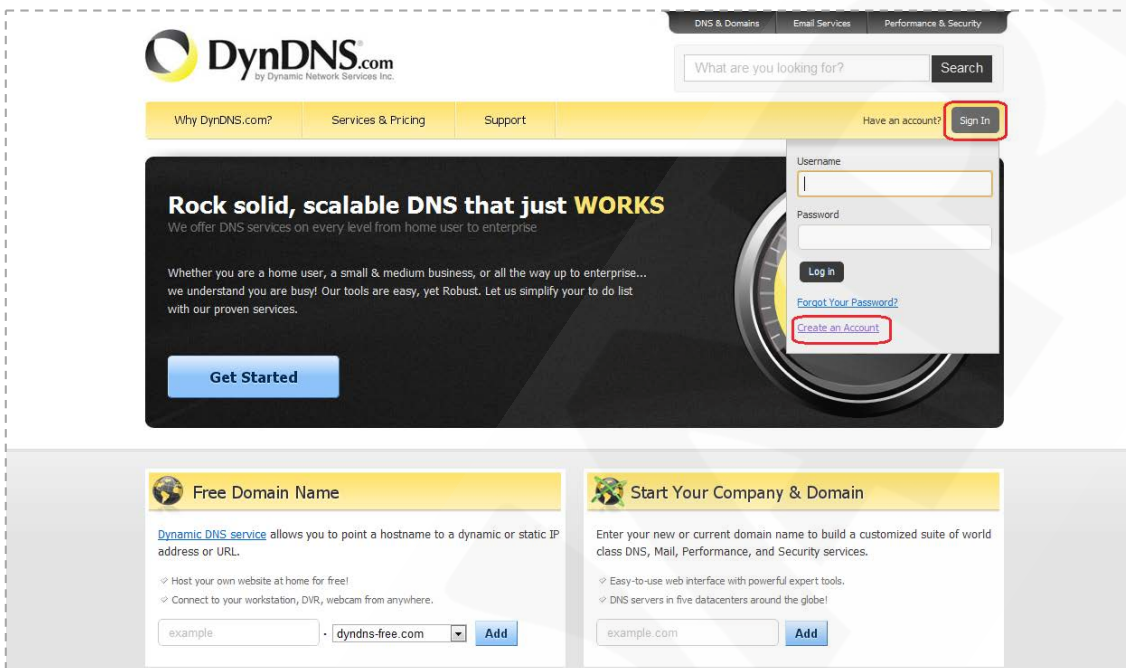 DNS & Domains Email Services Performance & Security
DynDNS.com
by Dynamic Network Services Inc.
What are you looking for? Search
Why DynDNS.com? Services & Pricing Support Have an account? Sign In
Username
Password
Log in
Forgot Your Password?
Create an Account
Rock solid, scalable DNS that just WORKS
We offer DNS services on every level from home user to enterprise
Whether you are a home user, a small & medium business, or all the way up to enterprise...
we understand you are busy! Our tools are easy, yet Robust. Let us simplify your to do list
with our proven services.
Get Started
Free Domain Name
Dynamic DNS service allows you to point a hostname to a dynamic or static IP
address or URL.
Host your own website at home for free!
Connect to your workstation, DVR, webcam from anywhere.
example . dyndns-free.com Add
Start Your Company & Domain
Enter your new or current domain name to build a customized suite of world
class DNS, Mail, Performance, and Security services.
Easy-to-use web interface with powerful expert tools.
DNS servers in five datacenters around the globe!
example.com Add